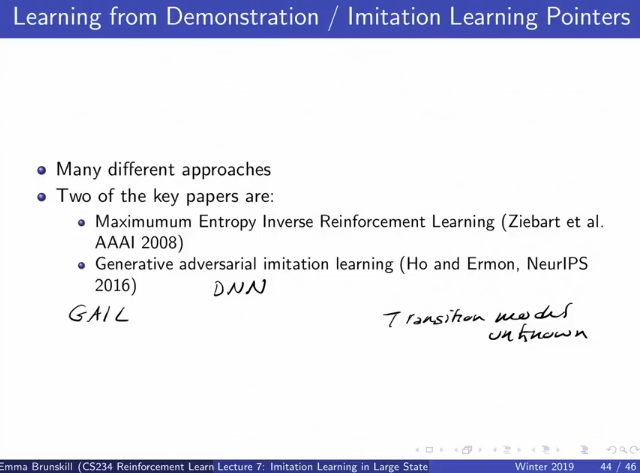 Learning from Demonstration / Imitation Learning Pointers
Many different approaches
Two of the key papers are:
Maximumum Entropy Inverse Reinforcement Learning (Ziebart et al.
AAAI 2008)
Generative adversarial imitation learning (Ho and Ermon, NeurIPS
2016) DNN
GAIL
Transition model
unknown
Emma Brunskill (CS234 Reinforcement Learn Lecture 7: Imitation Learning in Large State Winter 2019 44 / 46